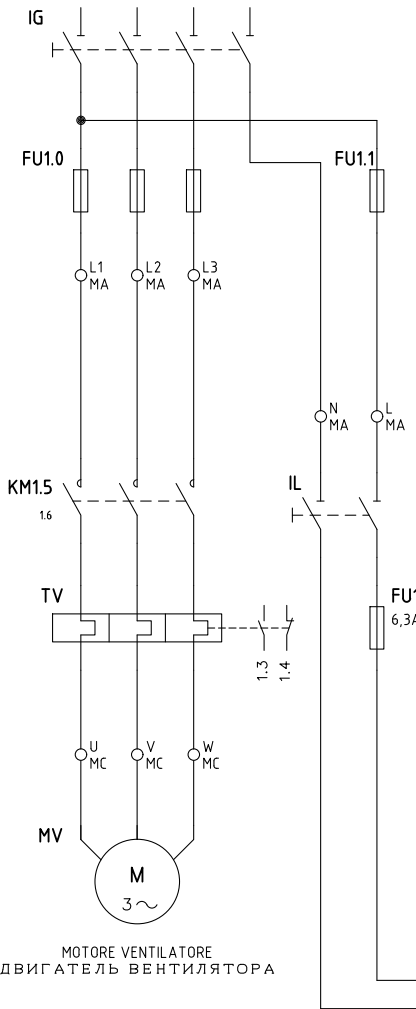 IG
FU1.0
FU1.1
L1
MA
L2
MA
L3
MA
N
MA
L
MA
KM1.5
1.6
IL
TV
FU1
6,3A
1.3
1.4
U
MC
V
MC
W
MC
MV
M
3~
MOTORE VENTILATORE
ДВИГАТЕЛЬ ВЕНТИЛЯТОРА